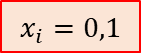 xᵢ = 0,1